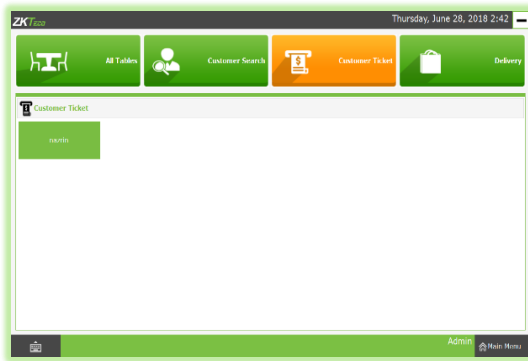 ZKTECO
Thursday, June 28, 2018 2:42
All Tables
Customer Search
Customer Ticket
Delivery
Customer Ticket
Admin
Main Menu